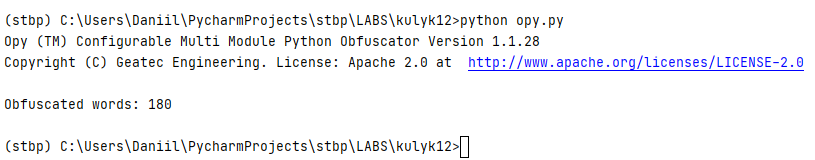 (stbp) C:\Users\Daniil\PycharmProjects\stbp\LABS\kulyk12>python opy.py
Opy (TM) Configurable Multi Module Python Obfuscator Version 1.1.28
Copyright (C) Geatec Engineering. License: Apache 2.0 at  http://www.apache.org/licenses/LICENSE-2.0
Obfuscated words: 180
(stbp) C:\Users\Daniil\PycharmProjects\stbp\LABS\kulyk12>